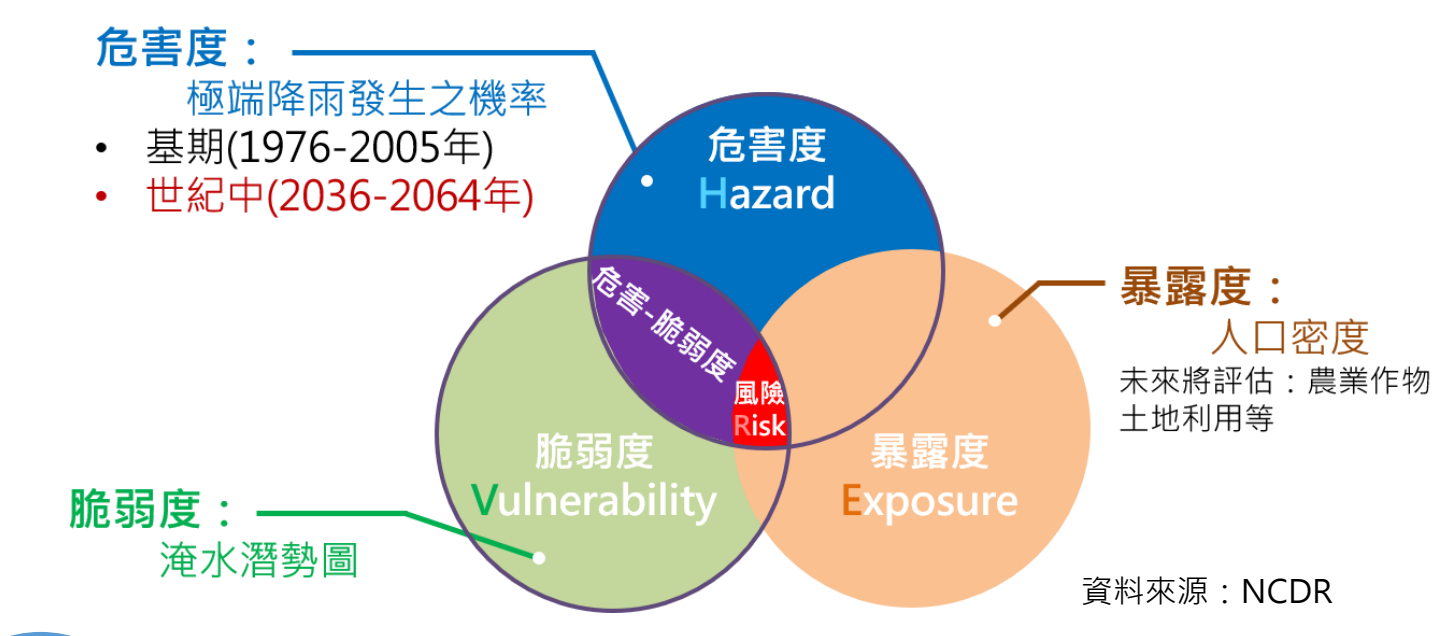 危害度：
極端降雨發生之機率
• 基期(1976-2005年)
• 世紀中(2036-2064年)
危害度
Hazard
危害-脆弱度
風險
Risk
脆弱度
Vulnerability
暴露度
Exposure
暴露度：
人口密度
未來將評估：農業作物
土地利用等
脆弱度：
淹水潛勢圖
資料來源：NCDR